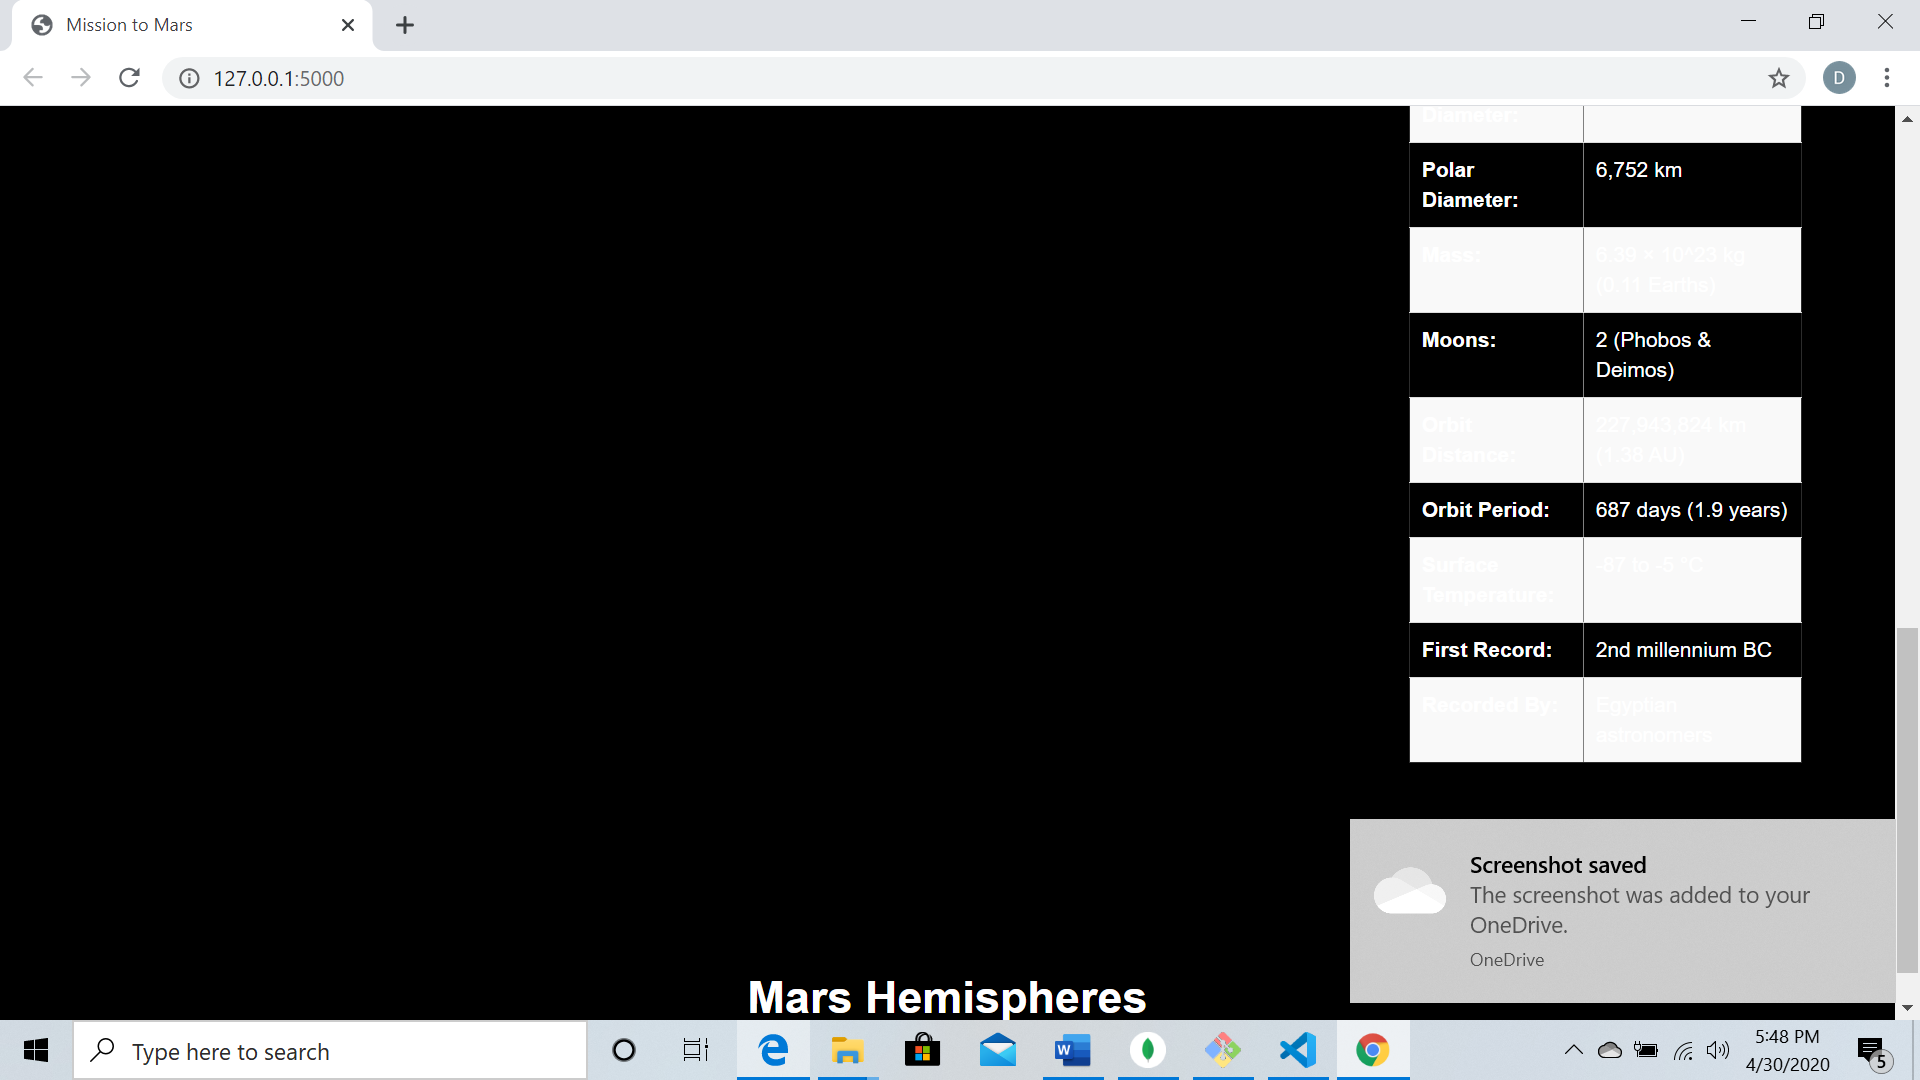 Mission to Mars
127.0.0.1:5000
D
Diameter:
Polar Diameter: 6,752 km
Mass: 6.39 × 10^23 kg (0.11 Earths)
Moons: 2 (Phobos & Deimos)
Orbit Distance: 227,943,824 km (1.38 AU)
Orbit Period: 687 days (1.9 years)
Surface Temperature: -87 to -5 °C
First Record: 2nd millennium BC
Recorded By: Egyptian astronomers
Screenshot saved
The screenshot was added to your
OneDrive.
OneDrive
Mars Hemispheres
Type here to search
5:48 PM
4/30/2020
5